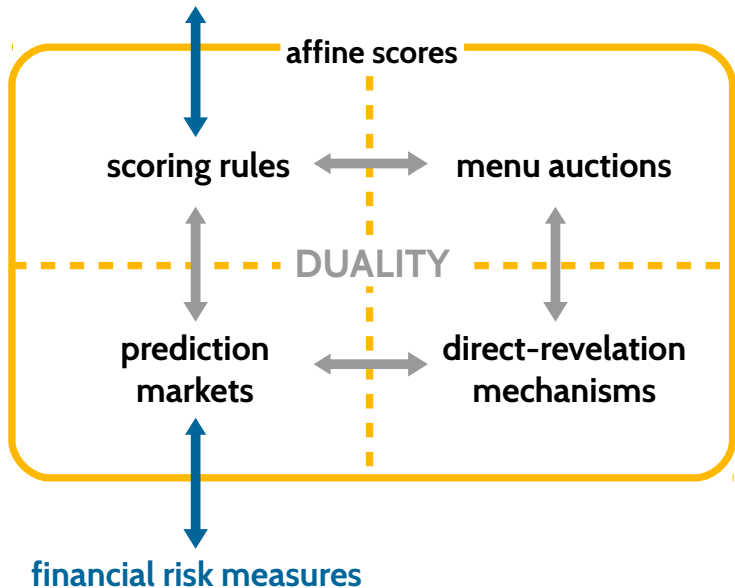 affine scores
scoring rules
menu auctions
DUALITY
prediction
markets
direct-revelation
mechanisms
financial risk measures